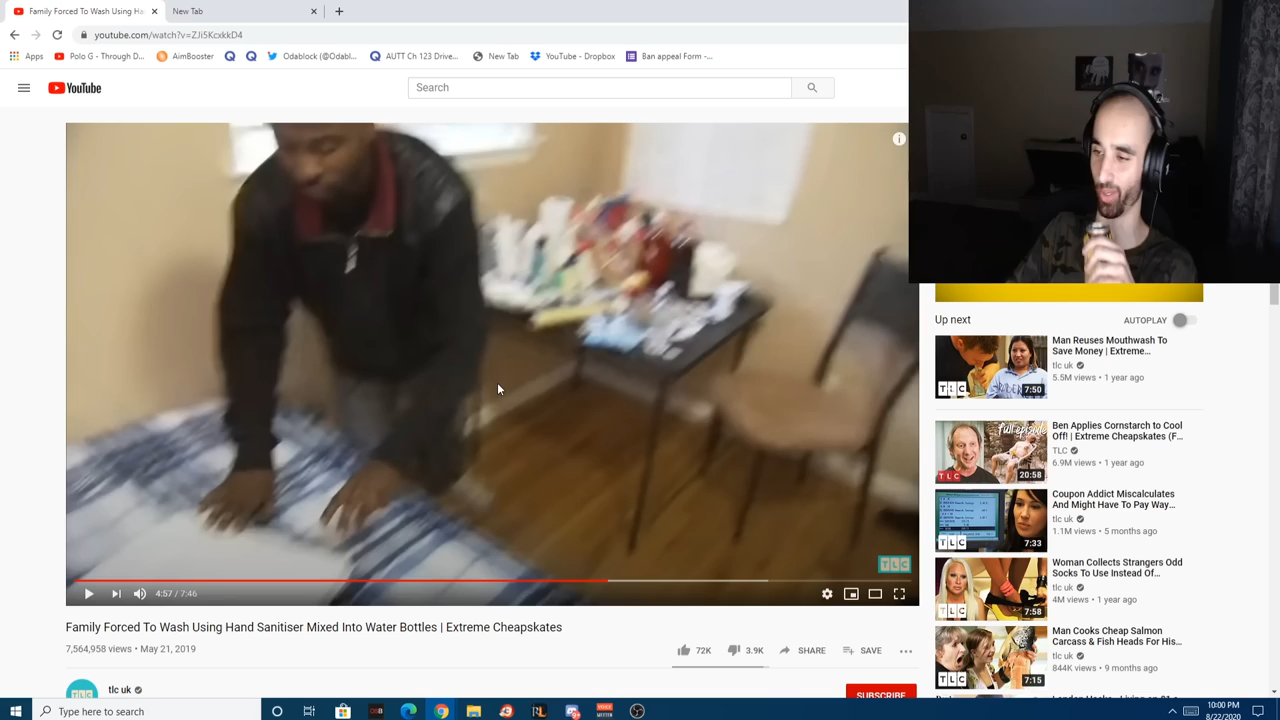 Family Forced To Wash Using Ha
New Tab
youtube.com/watch?v=ZJi5KcxkkD4
Apps
Polo G - Through D...
AimBooster
Odablock (@Odabl...
AUTT Ch 123 Drive...
New Tab
YouTube - Dropbox
Ban appeal Form -...
YouTube
Search
TLC
4:57 / 7:46
Family Forced To Wash Using Hand Sanitiser Mixed Into Water Bottles | Extreme Cheapskates
7,564,958 views • May 21, 2019
72K
3.9K
SHARE
SAVE
tlc uk
SUBSCRIBE
Up next
AUTOPLAY
Man Reuses Mouthwash To
Save Money | Extreme...
tlc uk
5.5M views • 1 year ago
TLC
7:50
Ben Applies Cornstarch to Cool
Off! | Extreme Cheapskates (F...
TLC
6.9M views • 1 year ago
full episode
TLC
20:58
Coupon Addict Miscalculates
And Might Have To Pay Way...
tlc uk
1.1M views • 5 months ago
TLC
7:33
Woman Collects Strangers Odd
Socks To Use Instead Of...
tlc uk
4M views • 1 year ago
TLC
7:58
Man Cooks Cheap Salmon
Carcass & Fish Heads For His...
tlc uk
844K views • 9 months ago
TLC
7:15
Type here to search
10:00 PM
8/22/2020